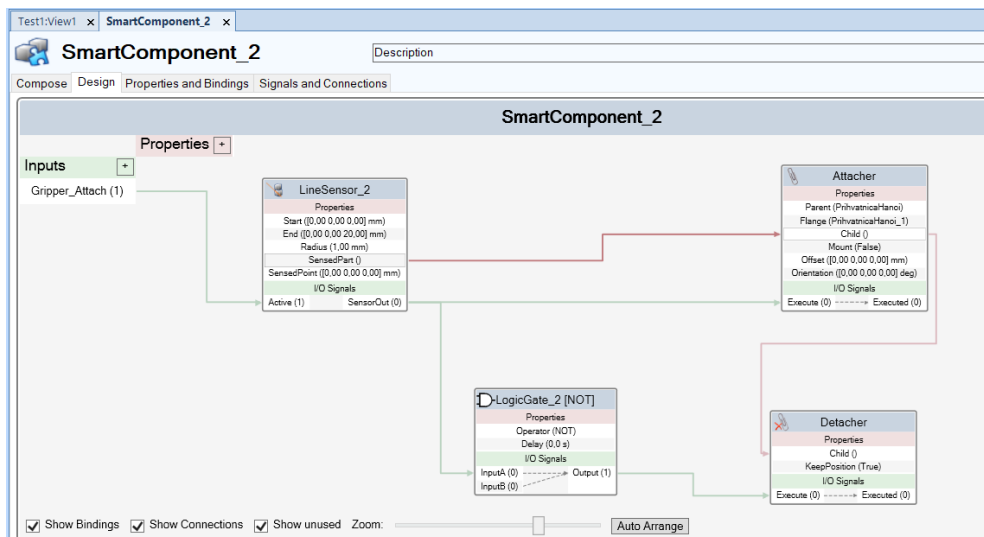 Test1:View1 x SmartComponent_2 x
SmartComponent_2
Description
Compose Design Properties and Bindings Signals and Connections
SmartComponent_2
Properties +
Inputs +
Gripper_Attach (1)
LineSensor_2
Properties
Start ([0,00 0,00 0,00] mm)
End ([0,00 0,00 20,00] mm)
Radius (1,00 mm)
SensedPart ()
SensedPoint ([0,00 0,00 0,00] mm)
I/O Signals
Active (1) SensorOut (0)
Attacher
Properties
Parent (PrihvatnicaHanoi)
Flange (PrihvatnicaHanoi_1)
Child ()
Mount (False)
Offset ([0,00 0,00 0,00] mm)
Orientation ([0,00 0,00 0,00] deg)
I/O Signals
Execute (0) Executed (0)
LogicGate_2 [NOT]
Properties
Operator (NOT)
Delay (0,0 s)
I/O Signals
InputA (0) Output (1)
InputB (0)
Detacher
Properties
Child ()
KeepPosition (True)
I/O Signals
Execute (0) Executed (0)
Show Bindings Show Connections Show unused Zoom: Auto Arrange